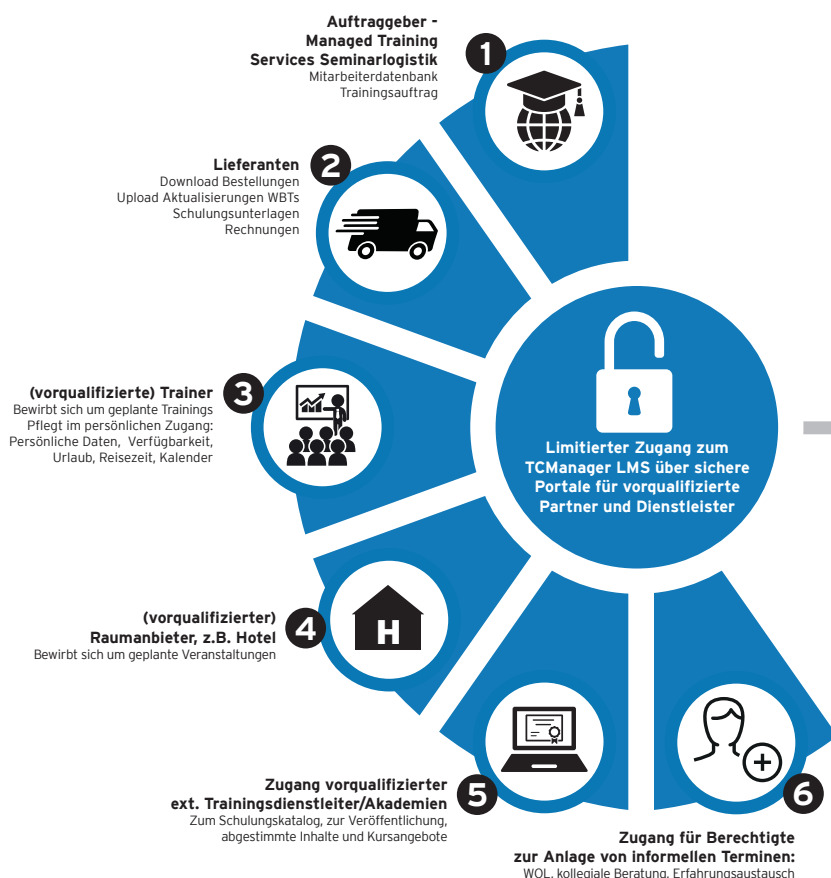 Auftraggeber -
Managed Training
Services Seminarlogistik
Mitarbeiterdatenbank
Trainingsauftrag
1
Lieferanten
Download Bestellungen
Upload Aktualisierungen WBTs
Schulungsunterlagen
Rechnungen
2
(vorqualifizierte) Trainer
Bewirbt sich um geplante Trainings
Pflegt im persönlichen Zugang:
Persönliche Daten, Verfügbarkeit,
Urlaub, Reisezeit, Kalender
3
Limitierter Zugang zum
TCManager LMS über sichere
Portale für vorqualifizierte
Partner und Dienstleister
(vorqualifizierter)
Raumanbieter, z.B. Hotel
Bewirbt sich um geplante Veranstaltungen
4
H
Zugang vorqualifizierter
ext. Trainingsdienstleiter/Akademien
Zum Schulungskatalog, zur Veröffentlichung,
abgestimmte Inhalte und Kursangebote
5
6
Zugang für Berechtigte
zur Anlage von informellen Terminen:
WOL, kollegiale Beratung, Erfahrungsaustausch